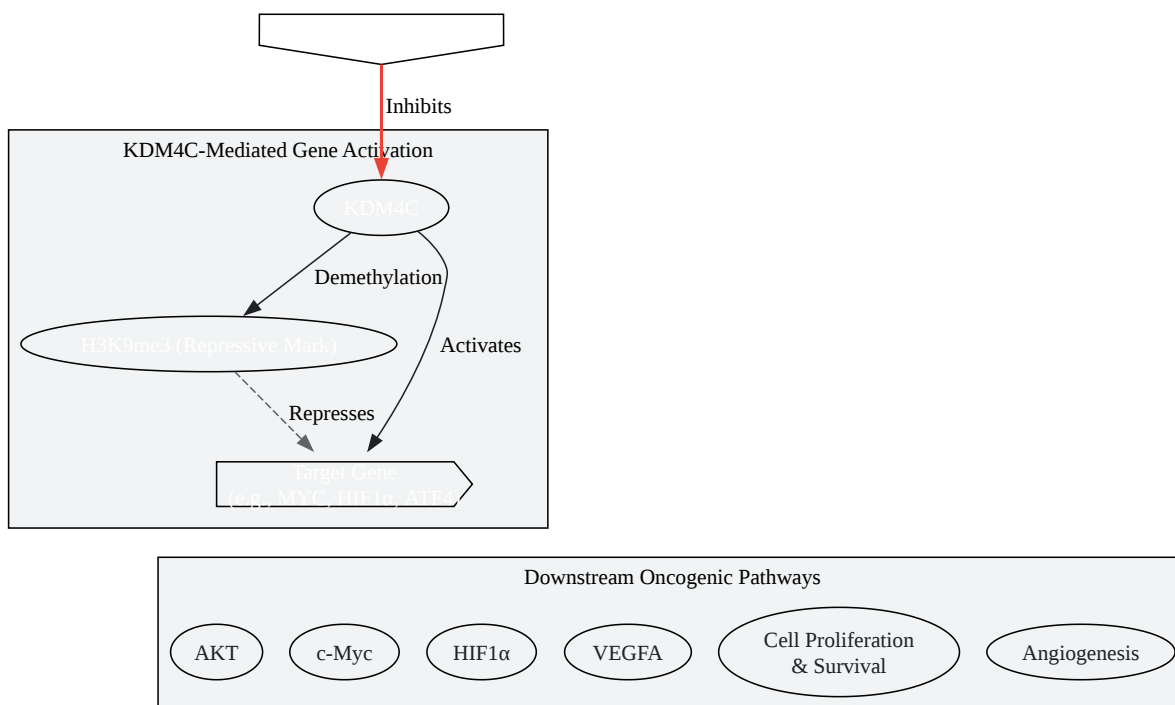 Inhibits
KDM4C-Mediated Gene Activation
KDM4C
Demethylation
H3K9me3 (Repressive Mark)
Activates
Represses
Target Gene
(e.g., MYC, HIF1α, ATF4)
Downstream Oncogenic Pathways
AKT
c-Myc
HIF1α
VEGFA
Cell Proliferation
& Survival
Angiogenesis